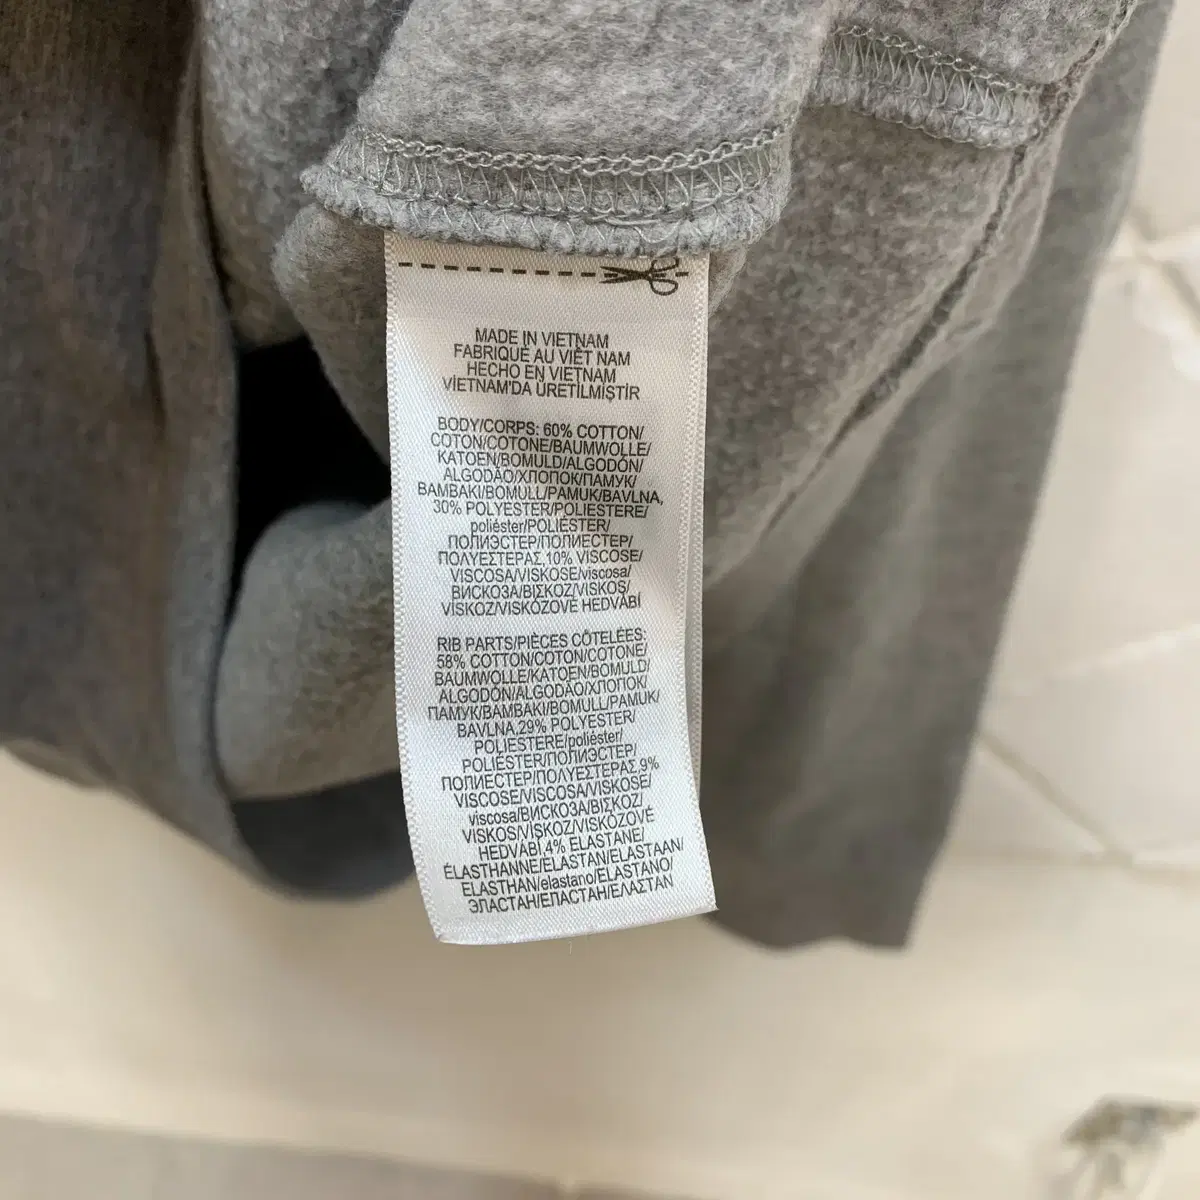 MADE IN VIETNAM
FABRIQUÉ AU VIÊT NAM
HECHO EN VIETNAM
VİETNAM'DA ÜRETİLMİŞTİR
BODY/CORPS: 60% COTTON/
COTON/COTONE/BAUMWOLLE/
KATOEN/BOMULD/ALGODÓN/
ALGODÃO/ХЛОПОК/ПАМУК/
BAMBAKI/BOMULL/PAMUK/BAVLNA,
30% POLYESTER/POLIESTERE/
poliéster/POLIÉSTER/
ПОЛИЭСТЕР/ПОЛИЕСТЕР/
ΠΟΛΥΕΣΤΕΡΑΣ,10% VISCOSE/
VISCOSA/VISKOSE/viscosa/
ВИСКОЗА/ΒΙΣΚΟΖ/VISKOS/
VİSKOZ/VISKÓZOVÉ HEDVÁBÍ
RIB PARTS/PIÈCES CÔTELÉES:
58% COTTON/COTON/COTONE/
BAUMWOLLE/KATOEN/BOMULD/
ALGODÓN/ALGODÃO/ХЛОПОК/
ПАМУК/BAMBAKI/BOMULL/PAMUK/
BAVLNA,29% POLYESTER/
POLIESTERE/poliéster/
POLIÉSTER/ПОЛИЭСТЕР/
ПОЛИЕСТЕР/ΠΟΛΥΕΣΤΕΡΑΣ,9%
VISCOSE/VISCOSA/VISKOSE/
viscosa/ВИСКОЗА/ΒΙΣΚΟΖ/
VISKOS/VİSKOZ/VISKÓZOVÉ
HEDVÁBÍ,4% ELASTANE/
ÉLASTHANNE/ELASTAN/ELASTAAN/
ELASTHAN/elastano/ELASTANO/
ЭЛАСТАН/ЕЛАСТАН/ΕΛΑΣΤΑΝ